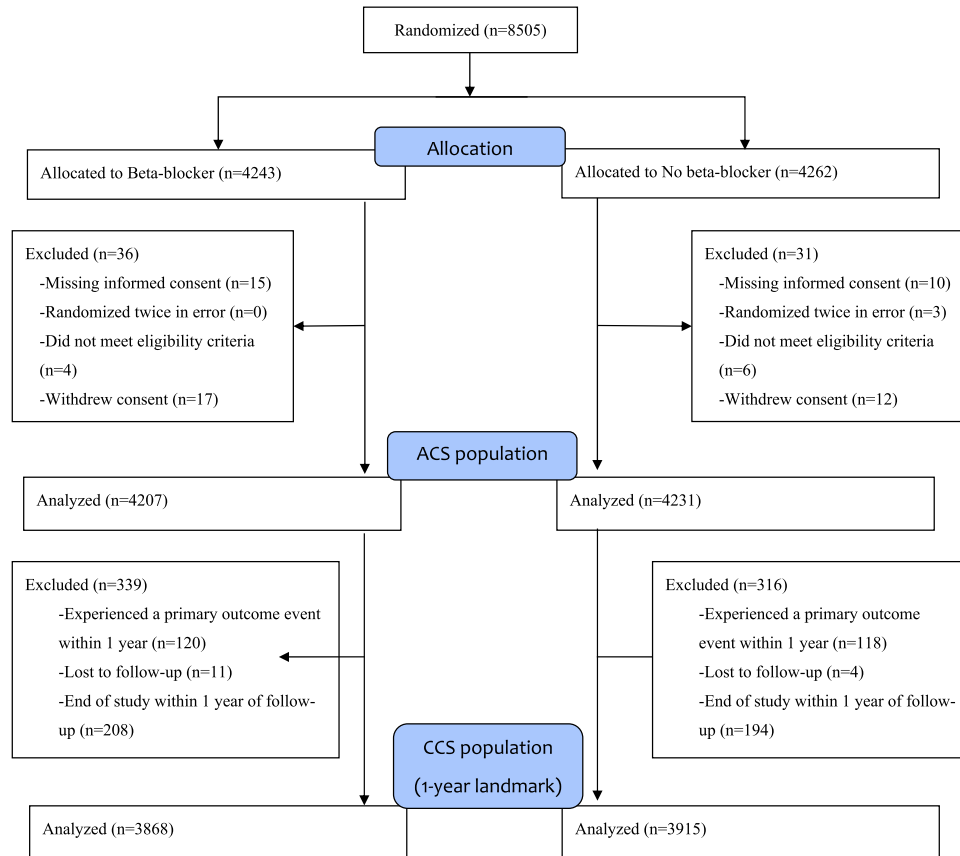 Randomized (n=8505)
Allocation
Allocated to Beta-blocker (n=4243)
Allocated to No beta-blocker (n=4262)
Excluded (n=36)
-Missing informed consent (n=15)
-Randomized twice in error (n=0)
-Did not meet eligibility criteria
(n=4)
-Withdrew consent (n=17)
Excluded (n=31)
-Missing informed consent (n=10)
-Randomized twice in error (n=3)
-Did not meet eligibility criteria
(n=6)
-Withdrew consent (n=12)
ACS population
Analyzed (n=4207)
Analyzed (n=4231)
Excluded (n=339)
-Experienced a primary outcome event
within 1 year (n=120)
-Lost to follow-up (n=11)
-End of study within 1 year of follow-
up (n=208)
Excluded (n=316)
-Experienced a primary outcome
event within 1 year (n=118)
-Lost to follow-up (n=4)
-End of study within 1 year of follow-
up (n=194)
CCS population
(1-year landmark)
Analyzed (n=3868)
Analyzed (n=3915)